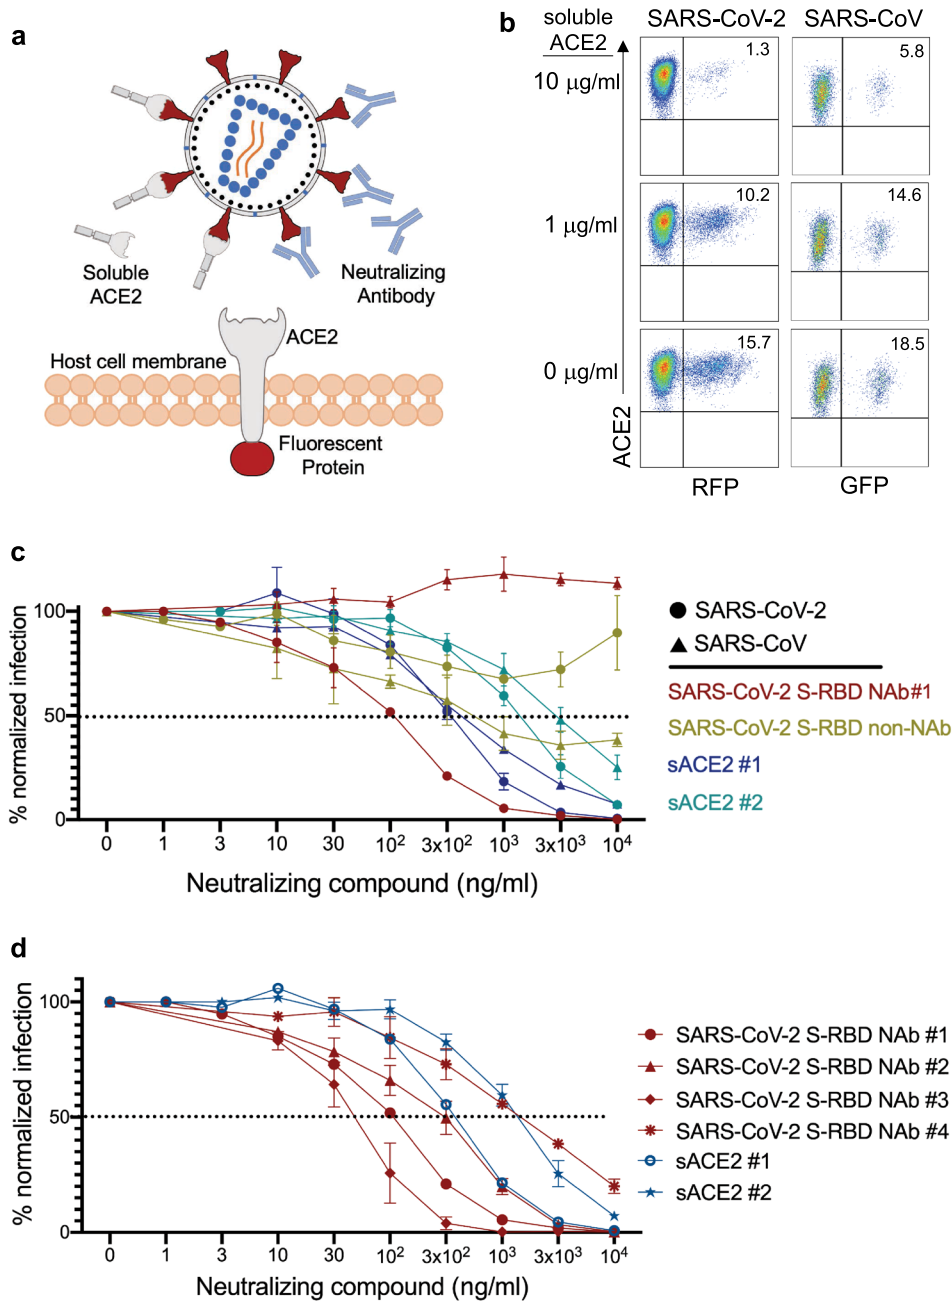 a
Soluble
ACE2
Neutralizing
Antibody
ACE2
Host cell membrane
Fluorescent
Protein
b
soluble
ACE2
SARS-CoV-2
SARS-CoV
10 μg/ml
1.3
5.8
1 μg/ml
10.2
14.6
0 μg/ml
15.7
18.5
ACE2
RFP
GFP
c
% normalized infection
100
50
0
0 1 3 10 30 10² 3x10² 10³ 3x10³ 10⁴
Neutralizing compound (ng/ml)
SARS-CoV-2
SARS-CoV
SARS-CoV-2 S-RBD NAb#1
SARS-CoV-2 S-RBD non-NAb
sACE2 #1
sACE2 #2
d
% normalized infection
100
50
0
0 1 3 10 30 10² 3x10² 10³ 3x10³ 10⁴
Neutralizing compound (ng/ml)
SARS-CoV-2 S-RBD NAb #1
SARS-CoV-2 S-RBD NAb #2
SARS-CoV-2 S-RBD NAb #3
SARS-CoV-2 S-RBD NAb #4
sACE2 #1
sACE2 #2